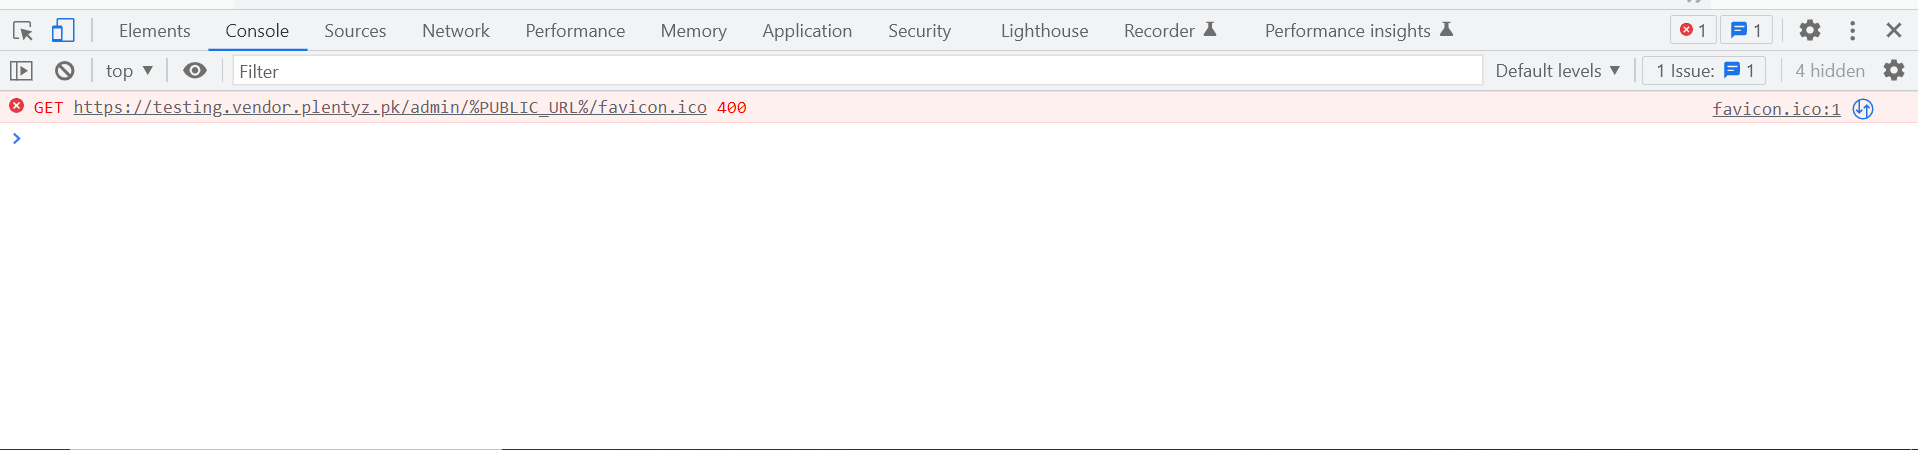 Elements Console Sources Network Performance Memory Application Security Lighthouse Recorder Performance insights 1 1
top Filter Default levels 1 Issue: 1 4 hidden
GET https://testing.vendor.plentyz.pk/admin/%PUBLIC_URL%/favicon.ico 400 favicon.ico:1